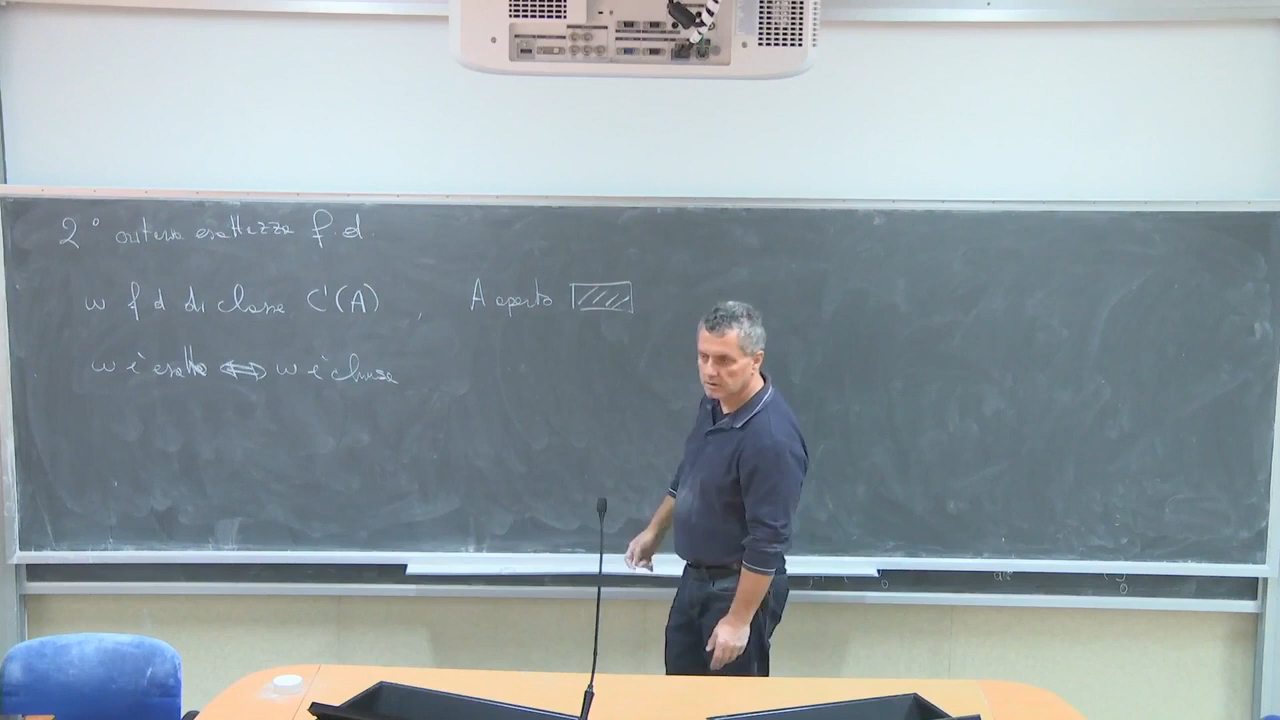 2° criterio esattezza f.d.
ω f d di classe C¹(A) , A aperto
ω è esatta ⟺ ω è chiusa